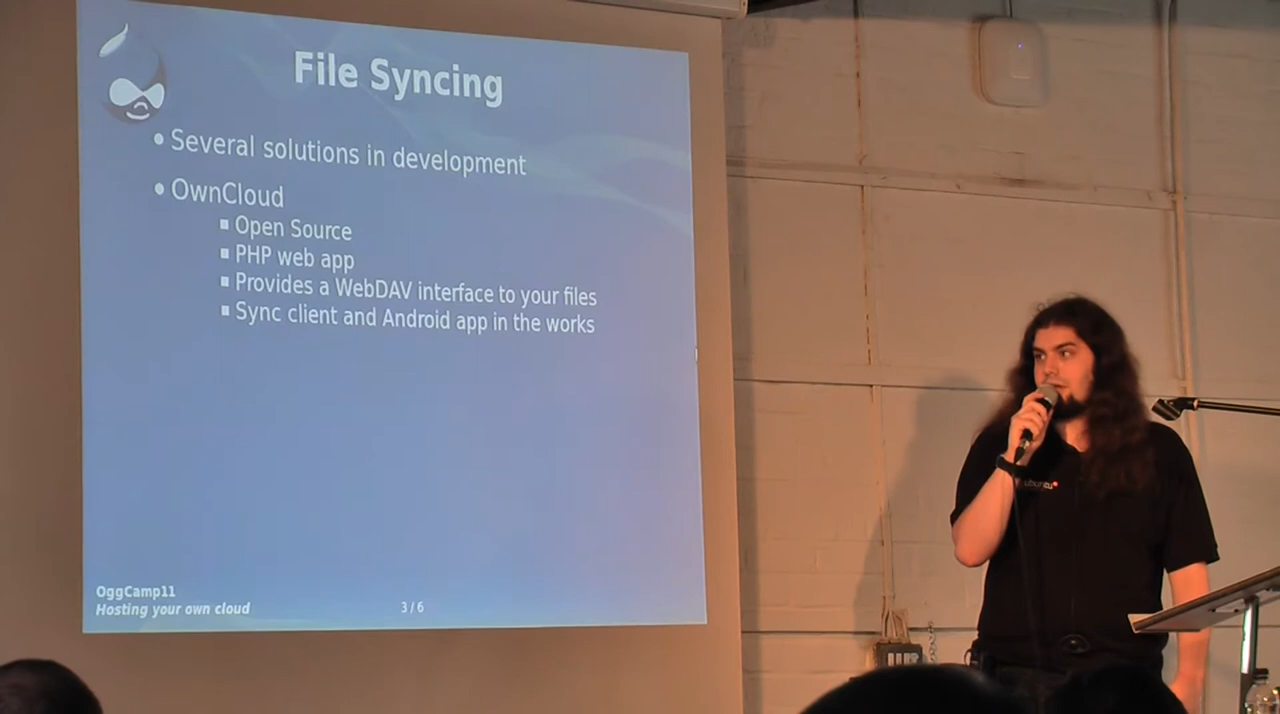 File Syncing
• Several solutions in development
• OwnCloud
▪ Open Source
▪ PHP web app
▪ Provides a WebDAV interface to your files
▪ Sync client and Android app in the works
OggCamp11
Hosting your own cloud
3 / 6
ubuntu